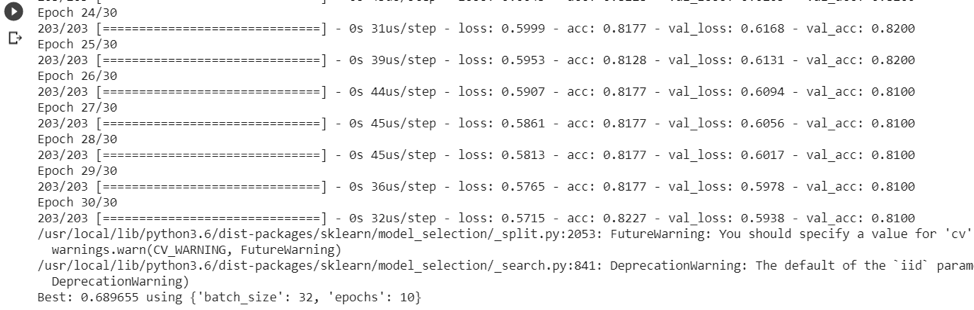 Epoch 24/30
203/203 [==============================] - 0s 31us/step - loss: 0.5999 - acc: 0.8177 - val_loss: 0.6168 - val_acc: 0.8200
Epoch 25/30
203/203 [==============================] - 0s 39us/step - loss: 0.5953 - acc: 0.8128 - val_loss: 0.6131 - val_acc: 0.8200
Epoch 26/30
203/203 [==============================] - 0s 44us/step - loss: 0.5907 - acc: 0.8177 - val_loss: 0.6094 - val_acc: 0.8100
Epoch 27/30
203/203 [==============================] - 0s 45us/step - loss: 0.5861 - acc: 0.8177 - val_loss: 0.6056 - val_acc: 0.8100
Epoch 28/30
203/203 [==============================] - 0s 45us/step - loss: 0.5813 - acc: 0.8177 - val_loss: 0.6017 - val_acc: 0.8100
Epoch 29/30
203/203 [==============================] - 0s 36us/step - loss: 0.5765 - acc: 0.8177 - val_loss: 0.5978 - val_acc: 0.8100
Epoch 30/30
203/203 [==============================] - 0s 32us/step - loss: 0.5715 - acc: 0.8227 - val_loss: 0.5938 - val_acc: 0.8100
/usr/local/lib/python3.6/dist-packages/sklearn/model_selection/_split.py:2053: FutureWarning: You should specify a value for 'cv'
warnings.warn(CV_WARNING, FutureWarning)
/usr/local/lib/python3.6/dist-packages/sklearn/model_selection/_search.py:841: DeprecationWarning: The default of the `iid` param
DeprecationWarning)
Best: 0.689655 using {'batch_size': 32, 'epochs': 10}